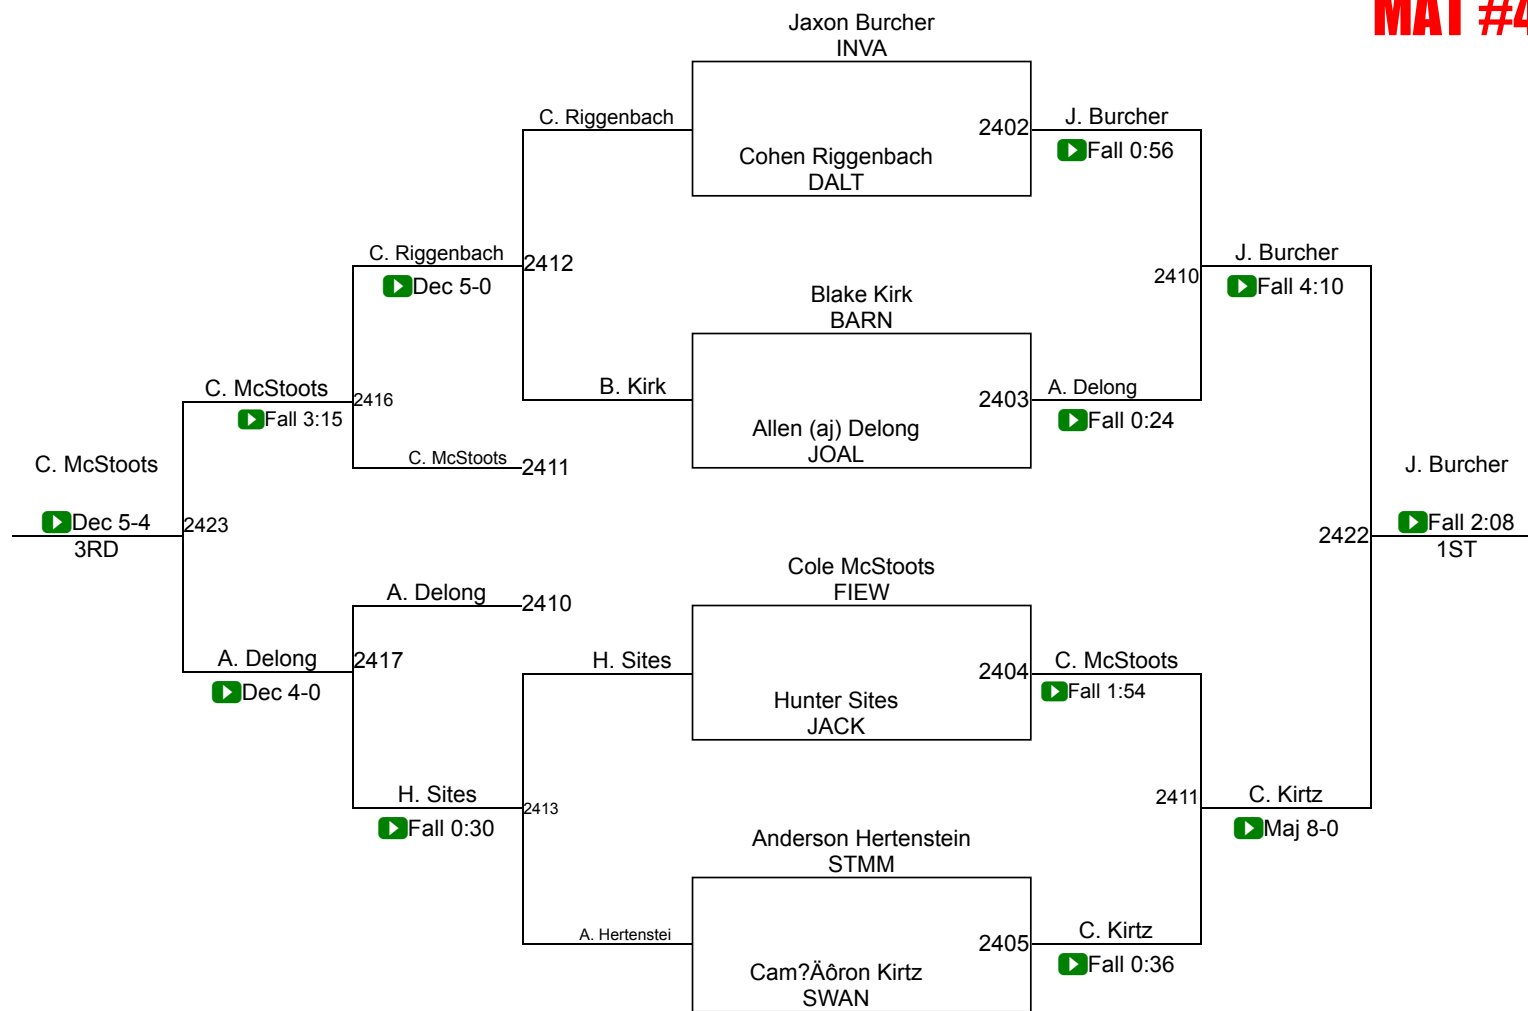 MAT #4
Jaxon Burcher
INVA
C. Riggenbach
2402
J. Burcher
Fall 0:56
Cohen Riggenbach
DALT
C. Riggenbach
2412
Dec 5-0
2410
J. Burcher
Fall 4:10
Blake Kirk
BARN
C. McStoots
2416
Fall 3:15
B. Kirk
2403
A. Delong
Fall 0:24
Allen (aj) Delong
JOAL
C. McStoots
2411
C. McStoots
Dec 5-4
3RD
2423
J. Burcher
2422
Fall 2:08
1ST
Cole McStoots
FIEW
A. Delong
2410
A. Delong
2417
Dec 4-0
H. Sites
2404
C. McStoots
Fall 1:54
Hunter Sites
JACK
H. Sites
2413
Fall 0:30
2411
C. Kirtz
Maj 8-0
Anderson Hertenstein
STMM
A. Hertenstei
2405
C. Kirtz
Fall 0:36
Cam?Äôron Kirtz
SWAN